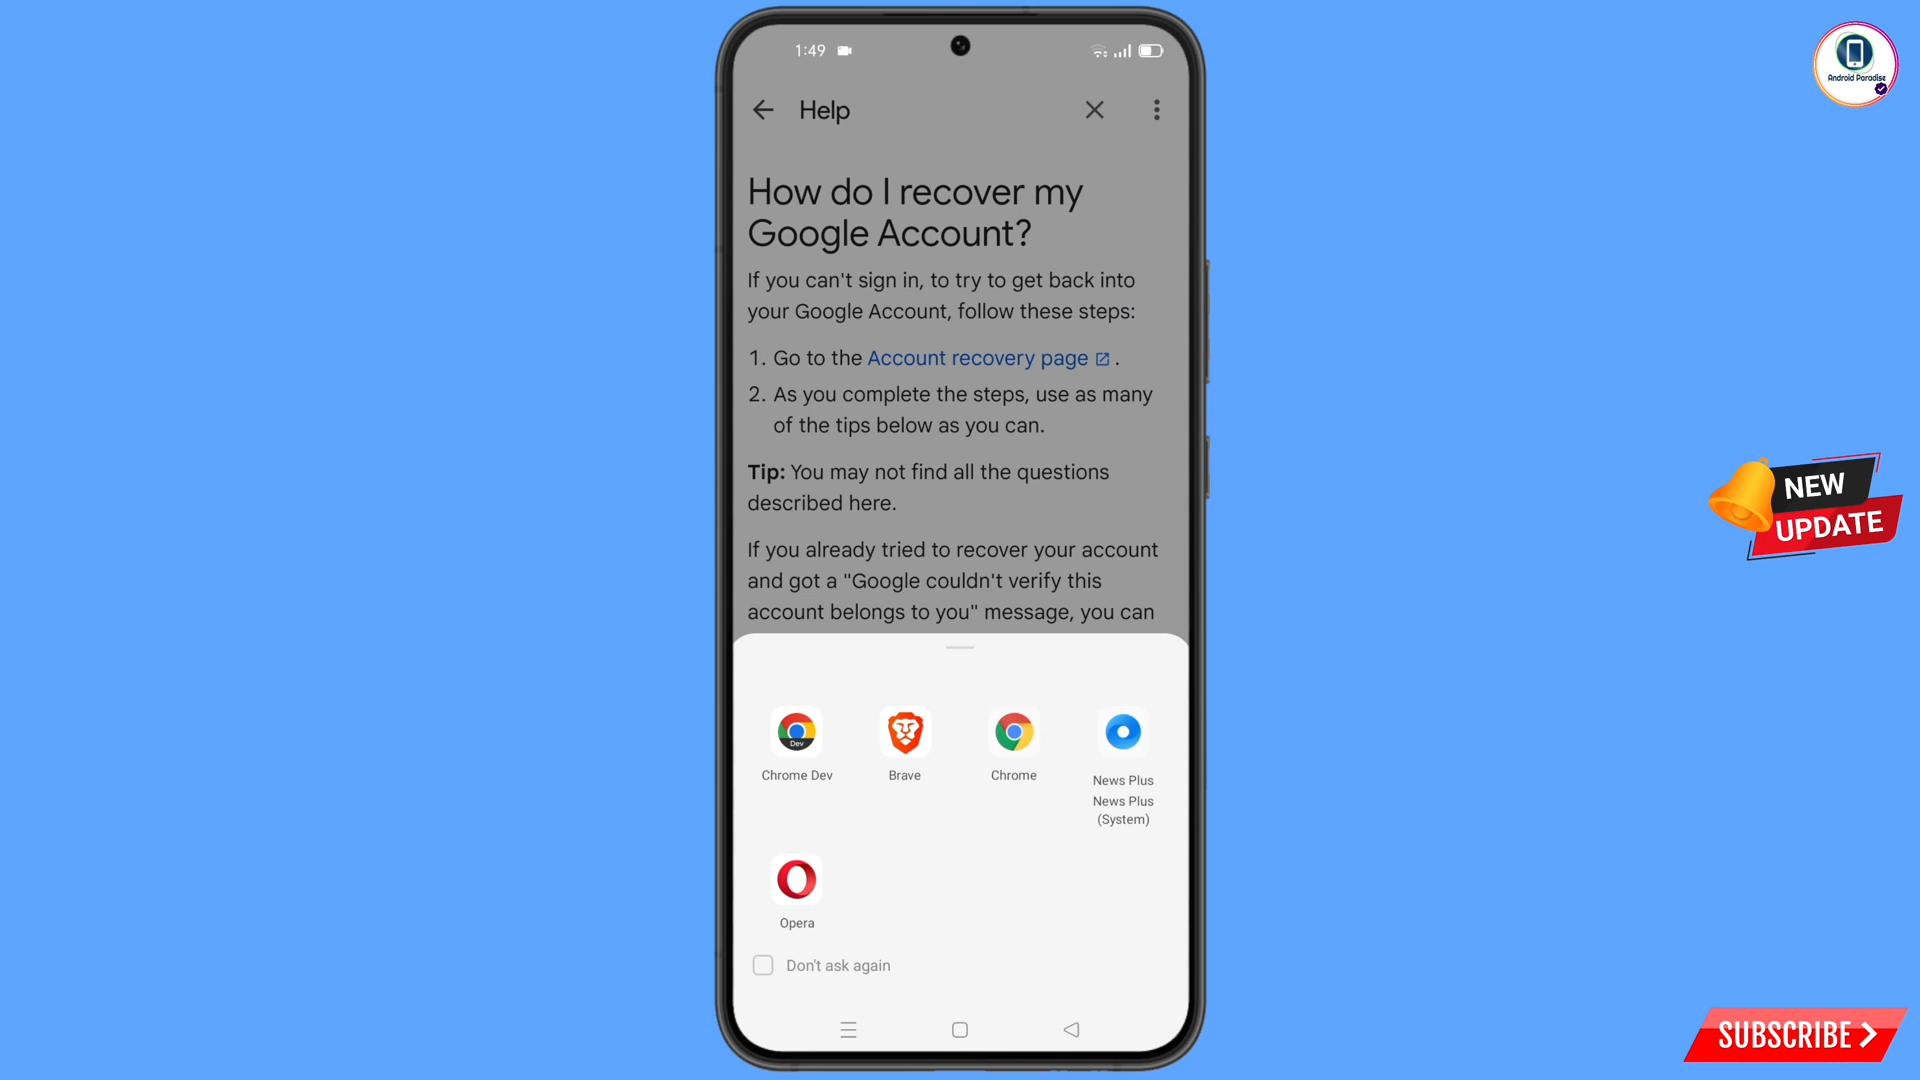 1:49
Android Paradise
Help
How do I recover my
Google Account?
If you can't sign in, to try to get back into
your Google Account, follow these steps:
1. Go to the Account recovery page .
2. As you complete the steps, use as many
of the tips below as you can.
Tip: You may not find all the questions
described here.
If you already tried to recover your account
and got a "Google couldn't verify this
account belongs to you" message, you can
NEW
UPDATE
Dev
Chrome Dev
Brave
Chrome
News Plus
News Plus
(System)
Opera
Don't ask again
SUBSCRIBE